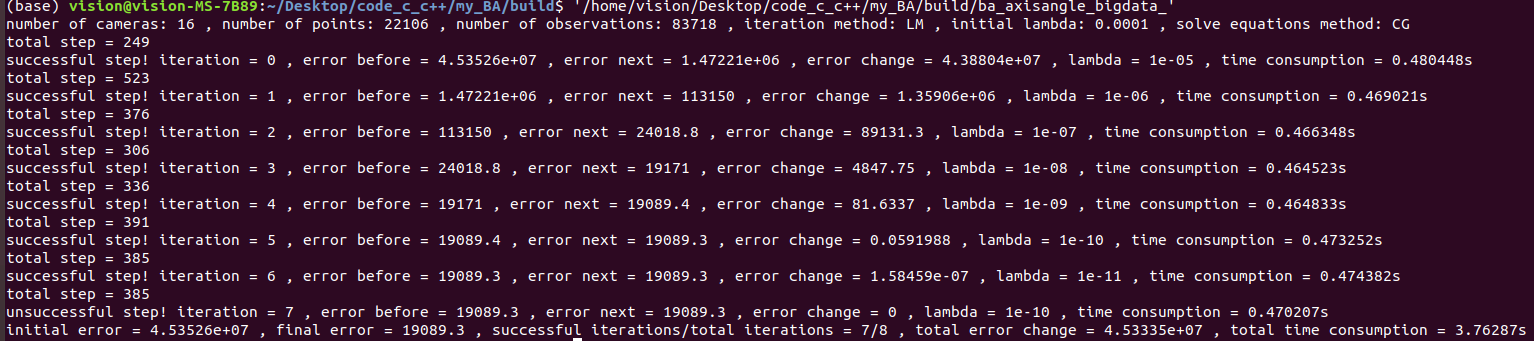 (base) vision@vision-MS-7B89:~/Desktop/code_c_c++/my_BA/build$ '/home/vision/Desktop/code_c_c++/my_BA/build/ba_axisangle_bigdata_'
number of cameras: 16 , number of points: 22106 , number of observations: 83718 , iteration method: LM , initial lambda: 0.0001 , solve equations method: CG
total step = 249
successful step! iteration = 0 , error before = 4.53526e+07 , error next = 1.47221e+06 , error change = 4.38804e+07 , lambda = 1e-05 , time consumption = 0.480448s
total step = 523
successful step! iteration = 1 , error before = 1.47221e+06 , error next = 113150 , error change = 1.35906e+06 , lambda = 1e-06 , time consumption = 0.469021s
total step = 376
successful step! iteration = 2 , error before = 113150 , error next = 24018.8 , error change = 89131.3 , lambda = 1e-07 , time consumption = 0.466348s
total step = 306
successful step! iteration = 3 , error before = 24018.8 , error next = 19171 , error change = 4847.75 , lambda = 1e-08 , time consumption = 0.464523s
total step = 336
successful step! iteration = 4 , error before = 19171 , error next = 19089.4 , error change = 81.6337 , lambda = 1e-09 , time consumption = 0.464833s
total step = 391
successful step! iteration = 5 , error before = 19089.4 , error next = 19089.3 , error change = 0.0591988 , lambda = 1e-10 , time consumption = 0.473252s
total step = 385
successful step! iteration = 6 , error before = 19089.3 , error next = 19089.3 , error change = 1.58459e-07 , lambda = 1e-11 , time consumption = 0.474382s
total step = 385
unsuccessful step! iteration = 7 , error before = 19089.3 , error next = 19089.3 , error change = 0 , lambda = 1e-10 , time consumption = 0.470207s
initial error = 4.53526e+07 , final error = 19089.3 , successful iterations/total iterations = 7/8 , total error change = 4.53335e+07 , total time consumption = 3.76287s